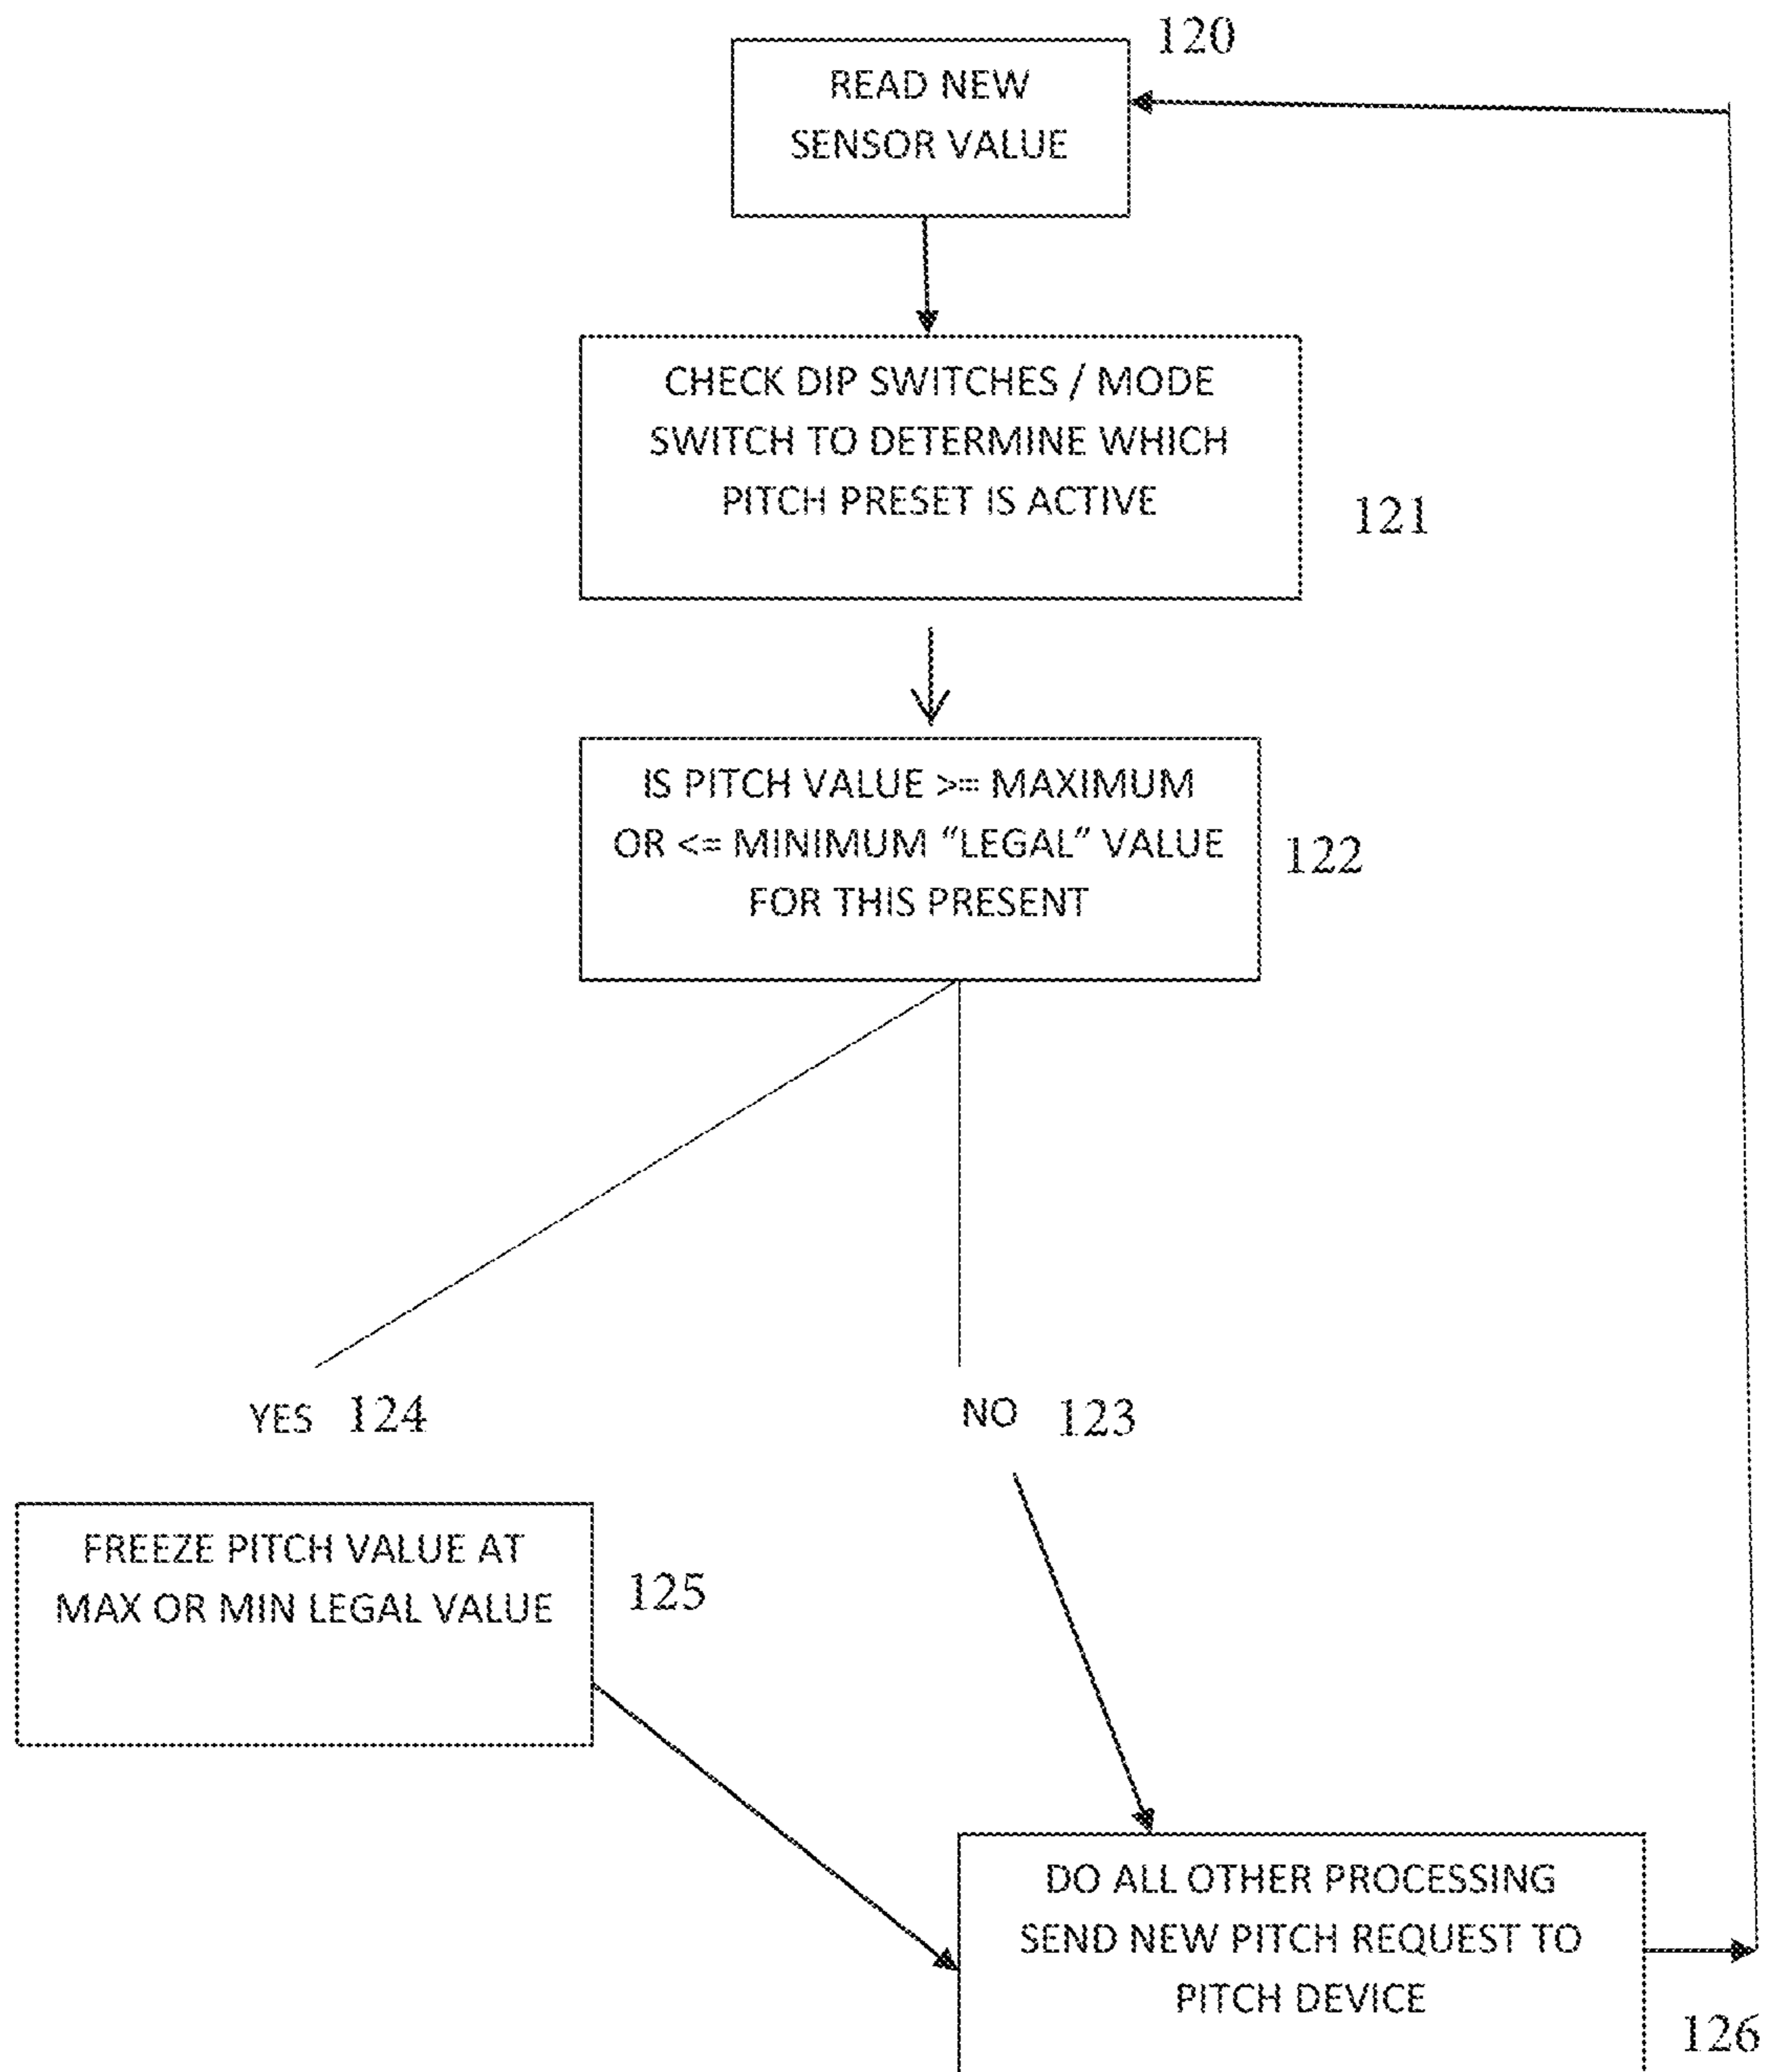 120
READ NEW
SENSOR VALUE
CHECK DIP SWITCHES / MODE
SWITCH TO DETERMINE WHICH
PITCH PRESET IS ACTIVE
121
IS PITCH VALUE >= MAXIMUM
OR <= MINIMUM “LEGAL” VALUE
FOR THIS PRESENT
122
YES 124
NO 123
FREEZE PITCH VALUE AT
MAX OR MIN LEGAL VALUE
125
DO ALL OTHER PROCESSING
SEND NEW PITCH REQUEST TO
PITCH DEVICE
126